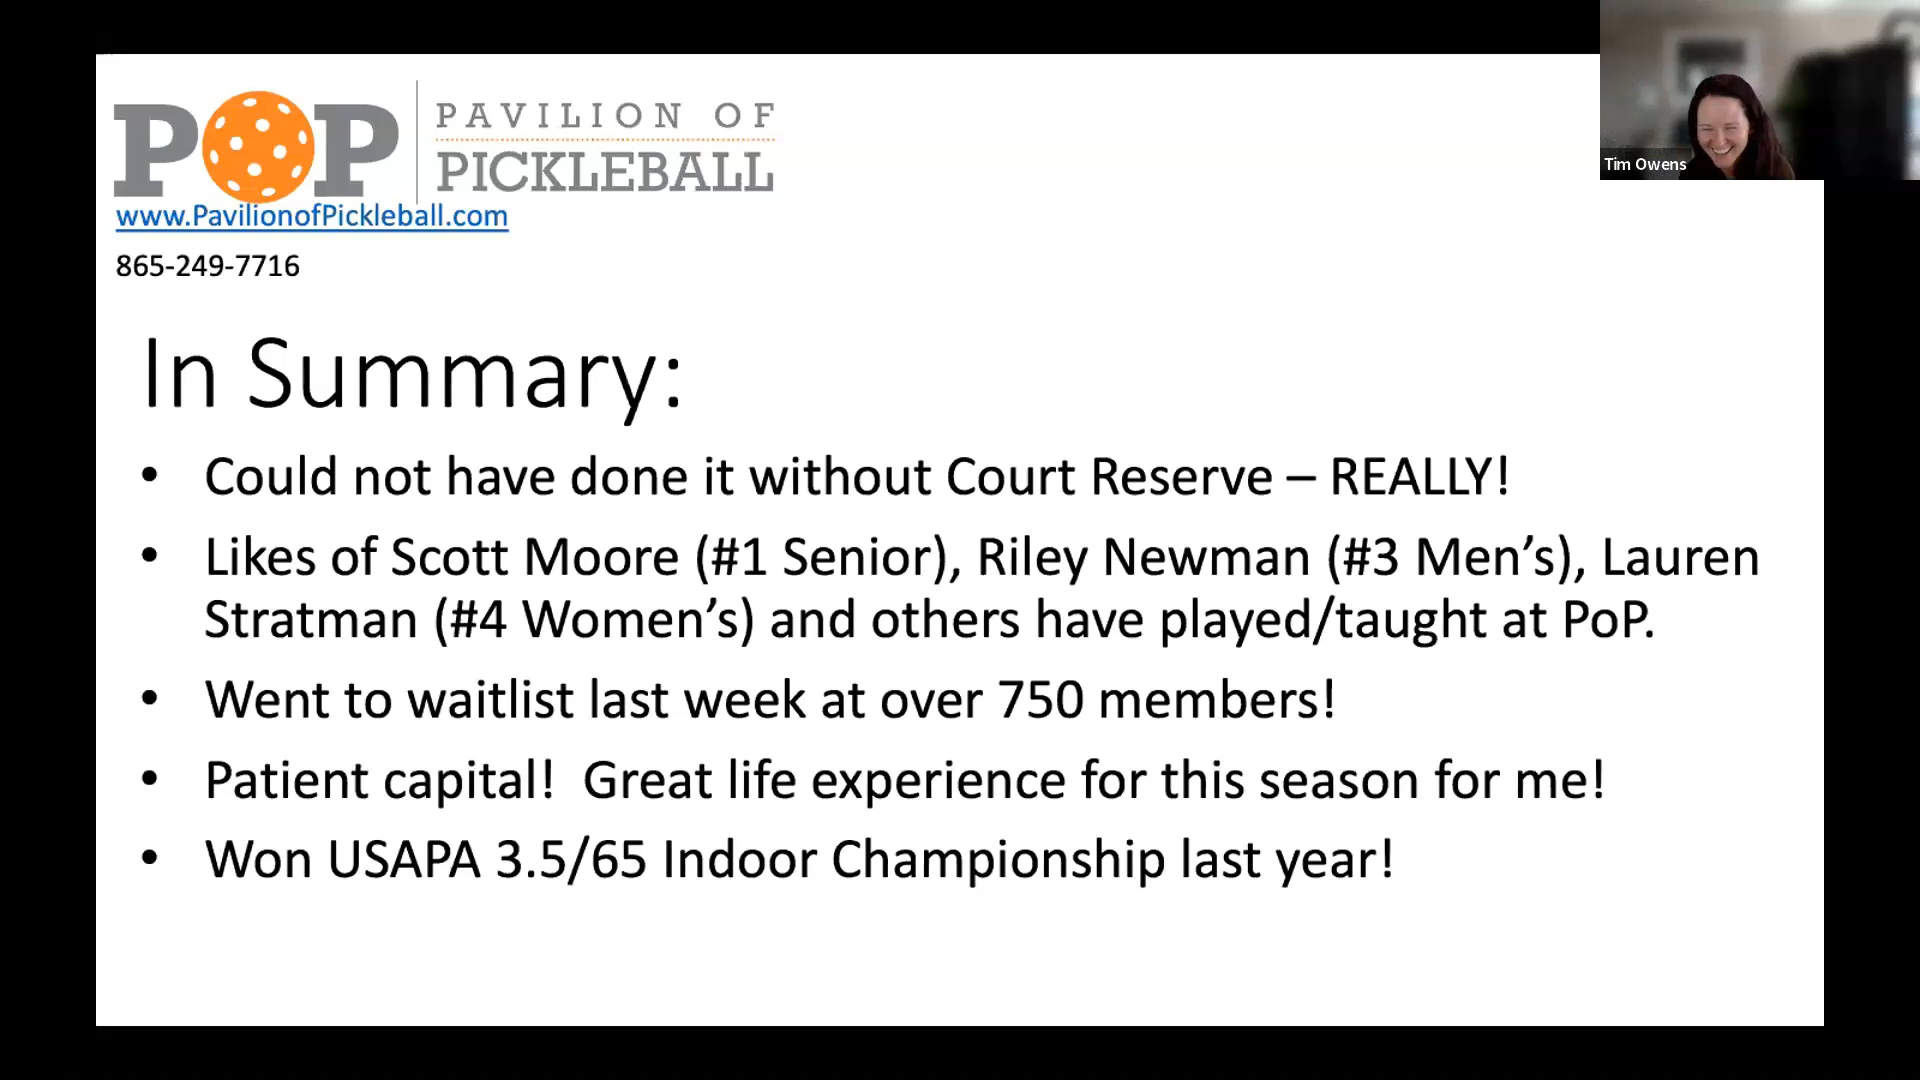 POP
PAVILION OF
PICKLEBALL
www.PavilionofPickleball.com
865-249-7716
Tim Owens
In Summary:
• Could not have done it without Court Reserve – REALLY!
• Likes of Scott Moore (#1 Senior), Riley Newman (#3 Men’s), Lauren
Stratman (#4 Women’s) and others have played/taught at PoP.
• Went to waitlist last week at over 750 members!
• Patient capital!  Great life experience for this season for me!
• Won USAPA 3.5/65 Indoor Championship last year!